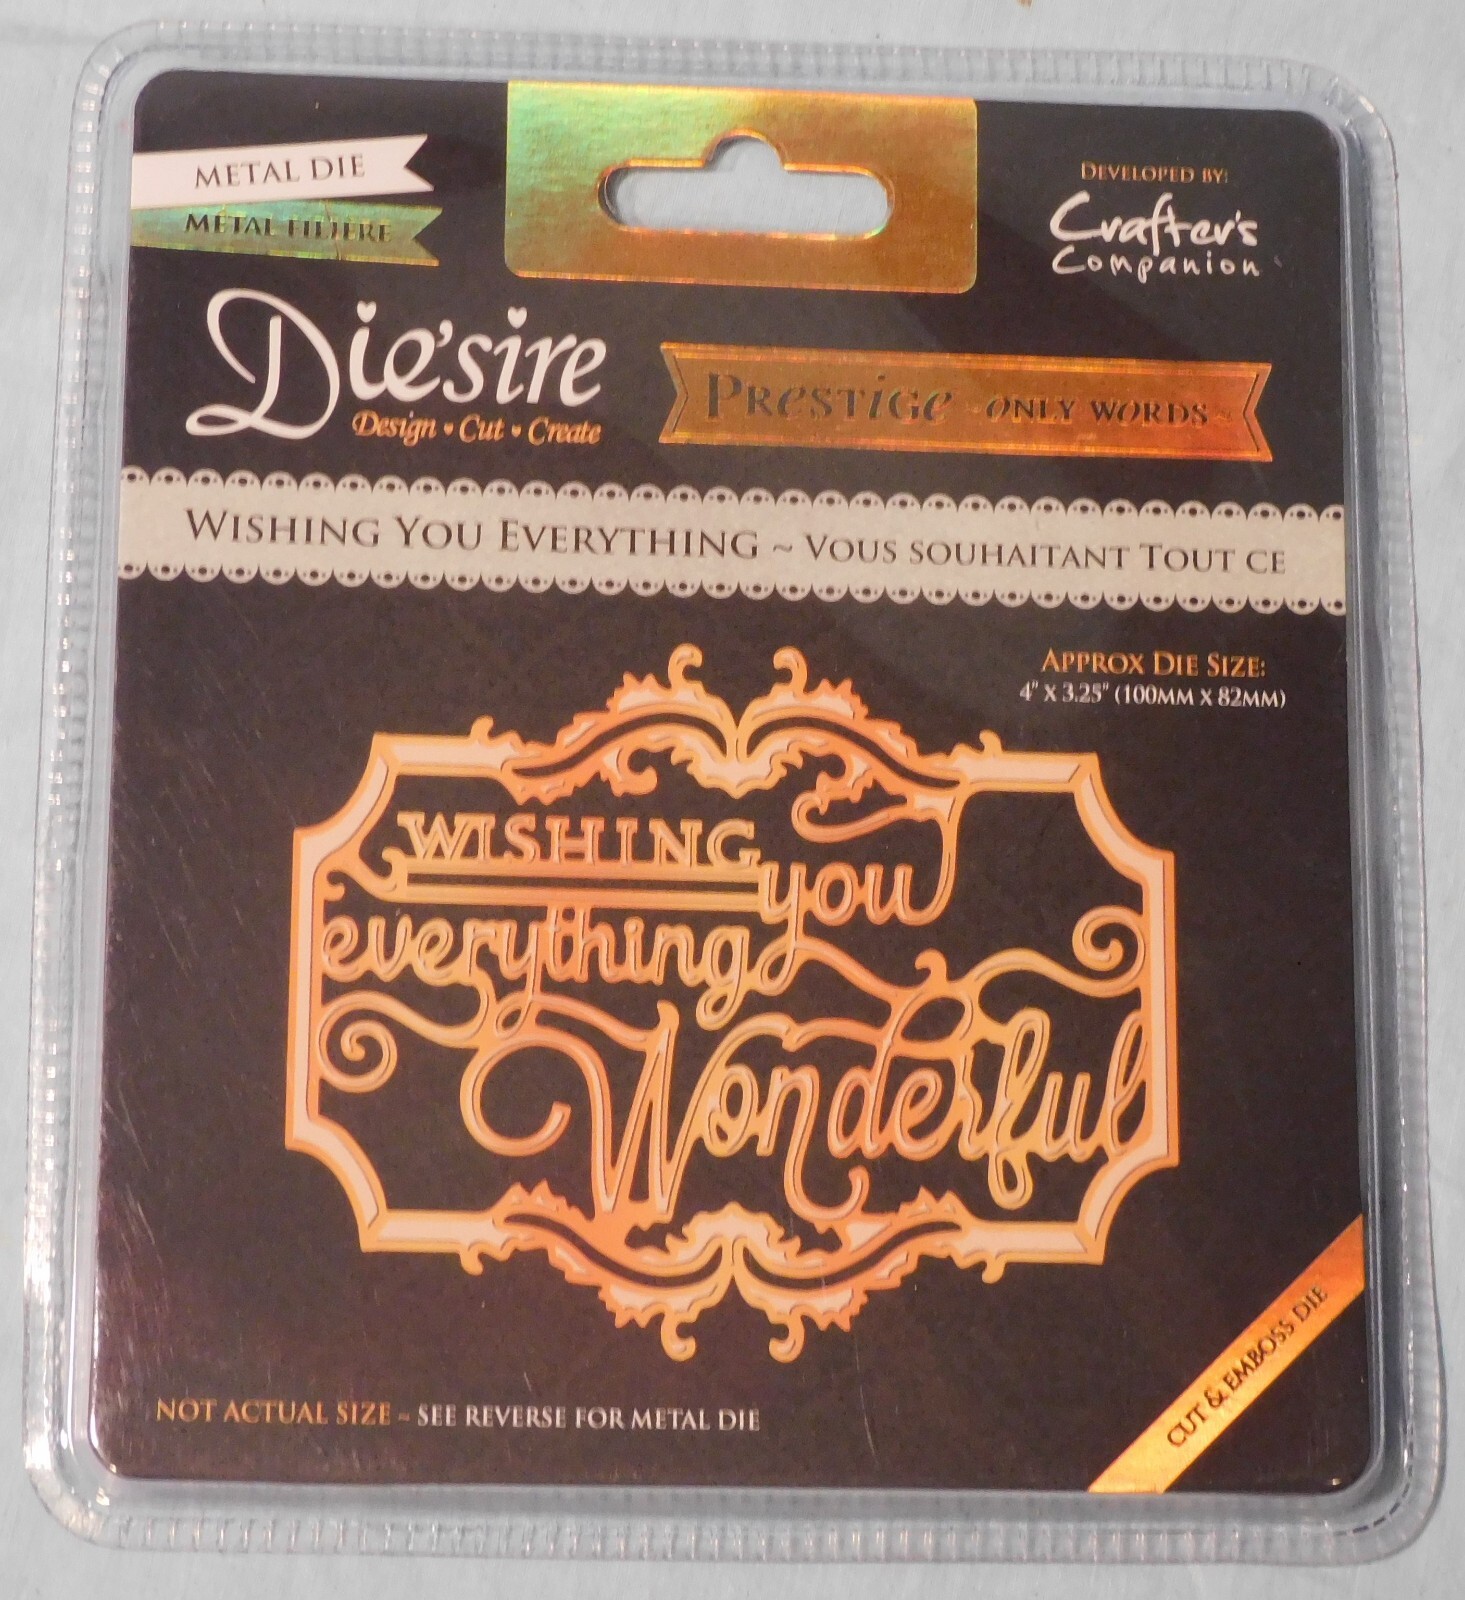 METAL DIE
MÉTAL FILIÈRE
DEVELOPED BY:
Crafter's
Companion
Die'sire
Design • Cut • Create
PRESTIGE ~ ONLY WORDS ~
WISHING YOU EVERYTHING ~ VOUS SOUHAITANT TOUT CE
APPROX DIE SIZE:
4" X 3.25" (100MM X 82MM)
WISHING
you
everything
Wonderful
CUT & EMBOSS DIE
NOT ACTUAL SIZE ~ SEE REVERSE FOR METAL DIE